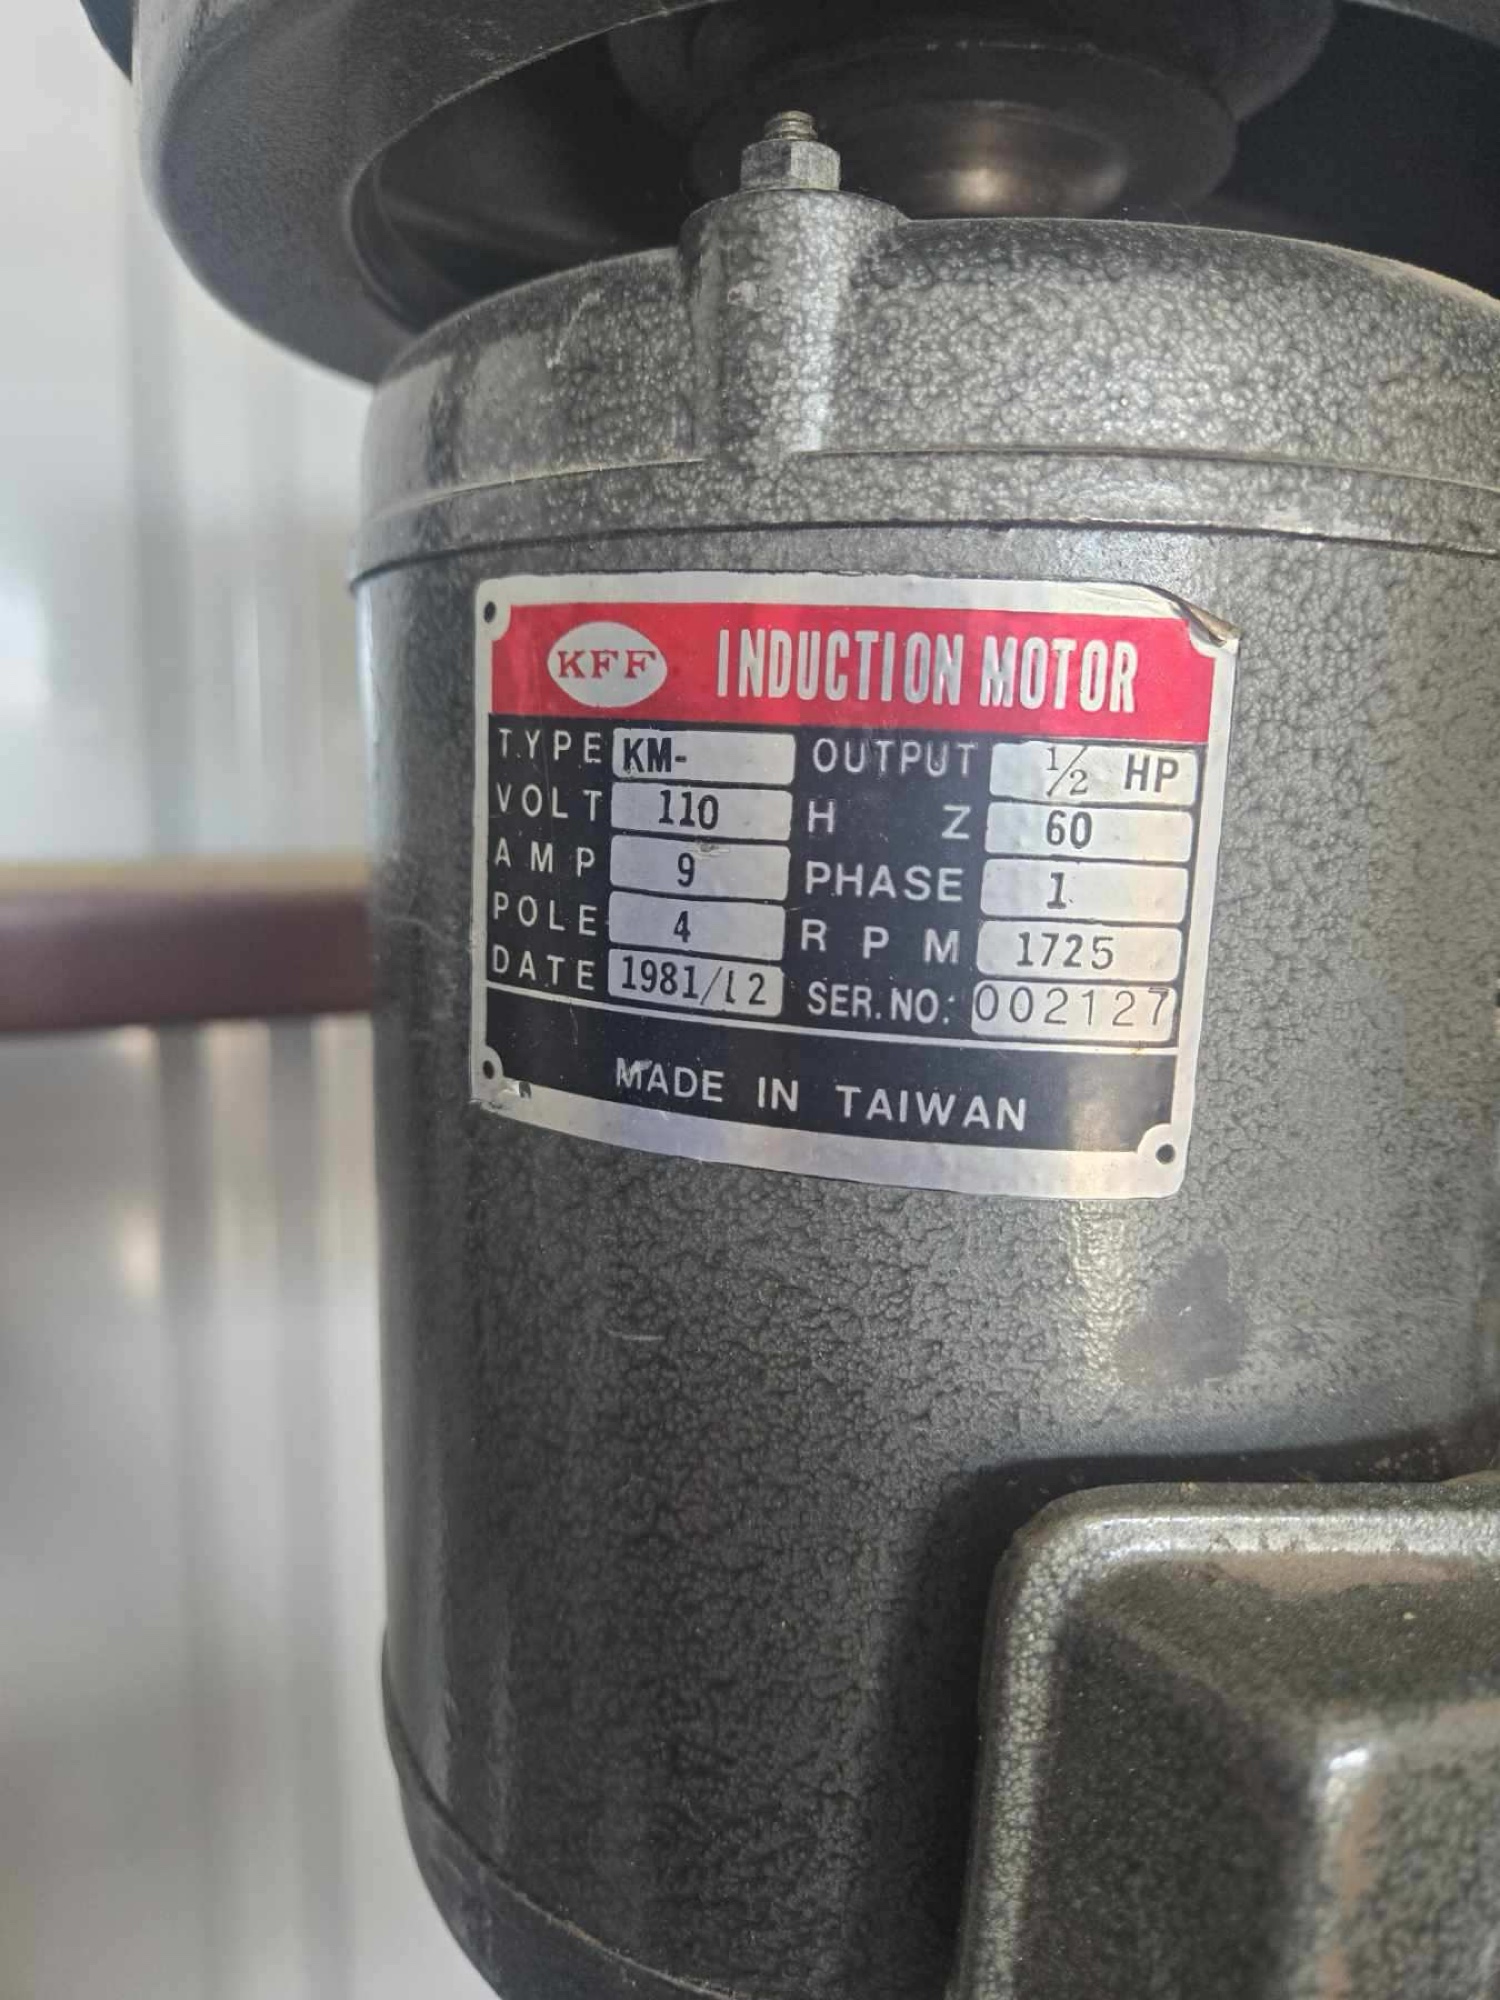 KFF INDUCTION MOTOR
TYPE KM- OUTPUT 1/2 HP
VOLT 110 HZ 60
AMP 9 PHASE 1
POLE 4 RPM 1725
DATE 1981/12 SER. NO: 002127
MADE IN TAIWAN